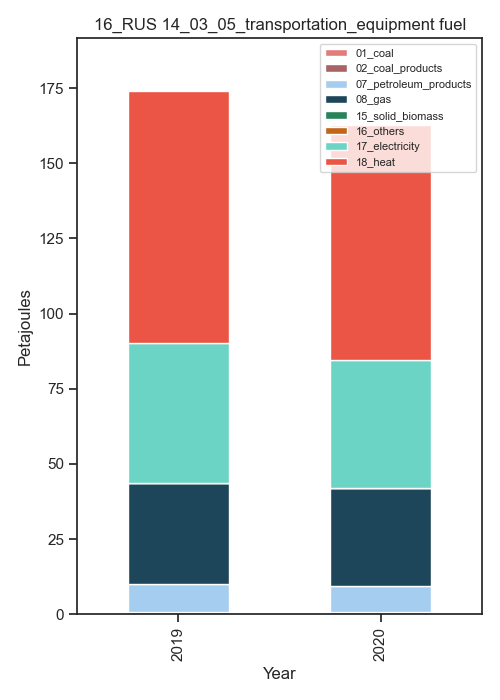 16_RUS 14_03_05_transportation_equipment fuel
01_coal
02_coal_products
07_petroleum_products
08_gas
15_solid_biomass
16_others
17_electricity
18_heat
175
150
125
100
75
50
25
0
Petajoules
2019
2020
Year